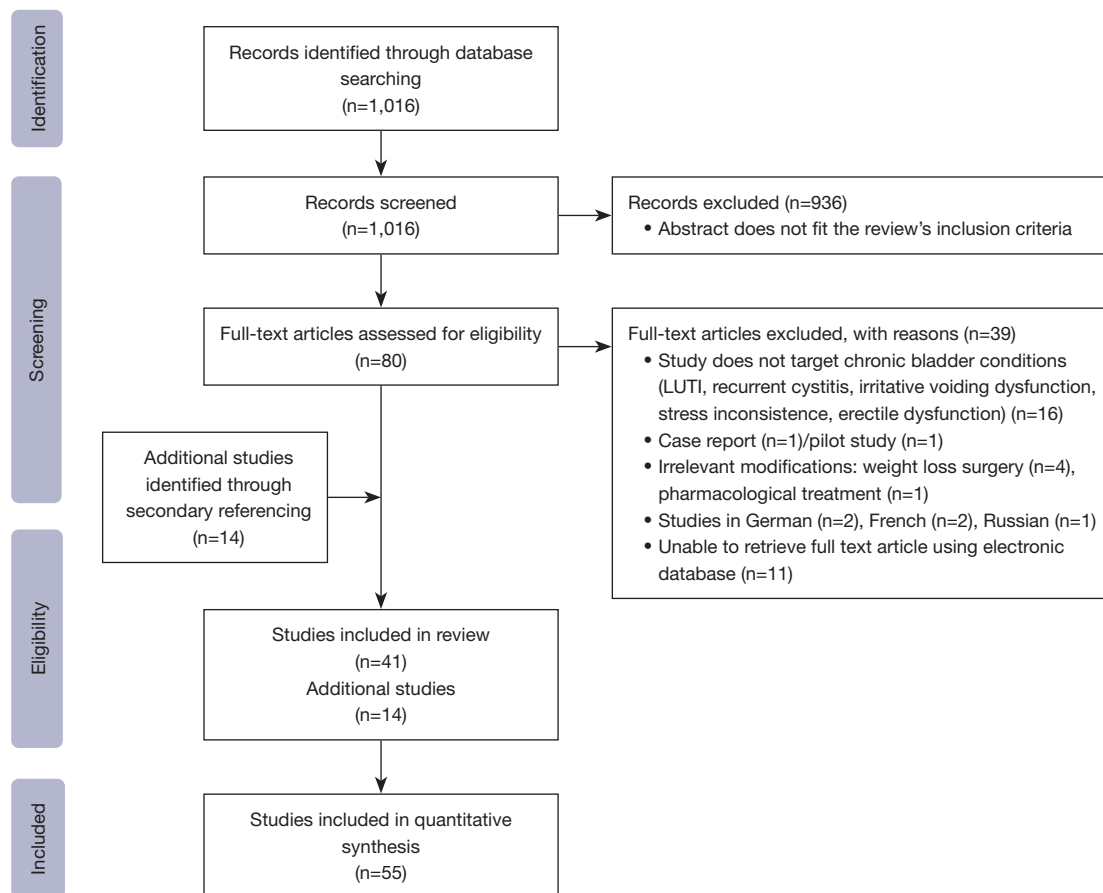 Identification
Records identified through database
searching
(n=1,016)
Screening
Records screened
(n=1,016)
Records excluded (n=936)
• Abstract does not fit the review’s inclusion criteria
Full-text articles assessed for eligibility
(n=80)
Full-text articles excluded, with reasons (n=39)
• Study does not target chronic bladder conditions
(LUTI, recurrent cystitis, irritative voiding dysfunction,
stress inconsistence, erectile dysfunction) (n=16)
• Case report (n=1)/pilot study (n=1)
• Irrelevant modifications: weight loss surgery (n=4),
pharmacological treatment (n=1)
• Studies in German (n=2), French (n=2), Russian (n=1)
• Unable to retrieve full text article using electronic
database (n=11)
Additional studies
identified through
secondary referencing
(n=14)
Eligibility
Studies included in review
(n=41)
Additional studies
(n=14)
Included
Studies included in quantitative
synthesis
(n=55)